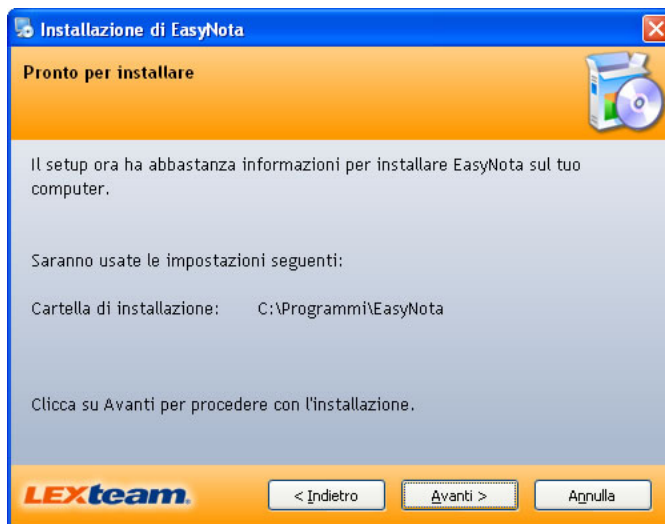 Installazione di EasyNota
Pronto per installare
Il setup ora ha abbastanza informazioni per installare EasyNota sul tuo
computer.
Saranno usate le impostazioni seguenti:
Cartella di installazione: C:\Programmi\EasyNota
Clicca su Avanti per procedere con l'installazione.
LEXteam.
< Indietro Avanti > Annulla